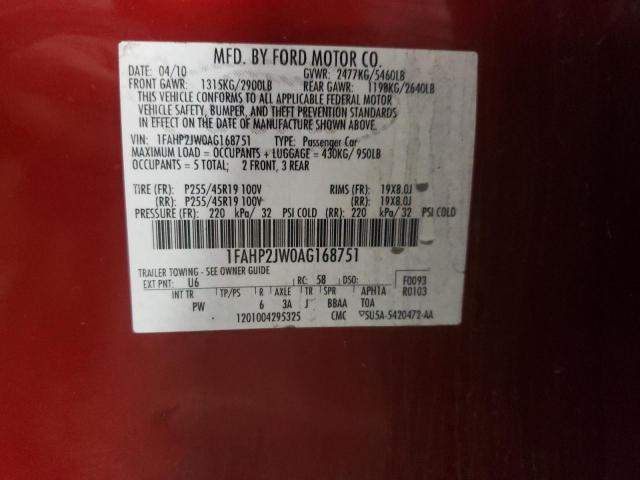 MFD. BY FORD MOTOR CO.
DATE: 04/10 GVWR: 2477KG/5460LB
FRONT GAWR: 1315KG/2900LB REAR GAWR: 1198KG/2640LB
THIS VEHICLE CONFORMS TO ALL APPLICABLE FEDERAL MOTOR
VEHICLE SAFETY, BUMPER, AND THEFT PREVENTION STANDARDS
IN EFFECT ON THE DATE OF MANUFACTURE SHOWN ABOVE.
VIN: 1FAHP2JW0AG168751 TYPE: Passenger Car
MAXIMUM LOAD = OCCUPANTS + LUGGAGE = 430KG/950LB
OCCUPANTS = 5 TOTAL; 2 FRONT, 3 REAR
TIRE (FR): P255/45R19 100V RIMS (FR): 19X8.0J
(RR): P255/45R19 100V (RR): 19X8.0J
PRESSURE (FR): 220 kPa/32 PSI COLD (RR): 220 kPa/32 PSI COLD
1FAHP2JW0AG168751
TRAILER TOWING - SEE OWNER GUIDE
EXT PNT: U6 RC: 58 DSO: F0093
INT TR TP/PS R AXLE TR SPR APH1A R0103
PW 6 3A J BBAA TOA
1201004295325 CMC ▽5U5A-5420472-AA